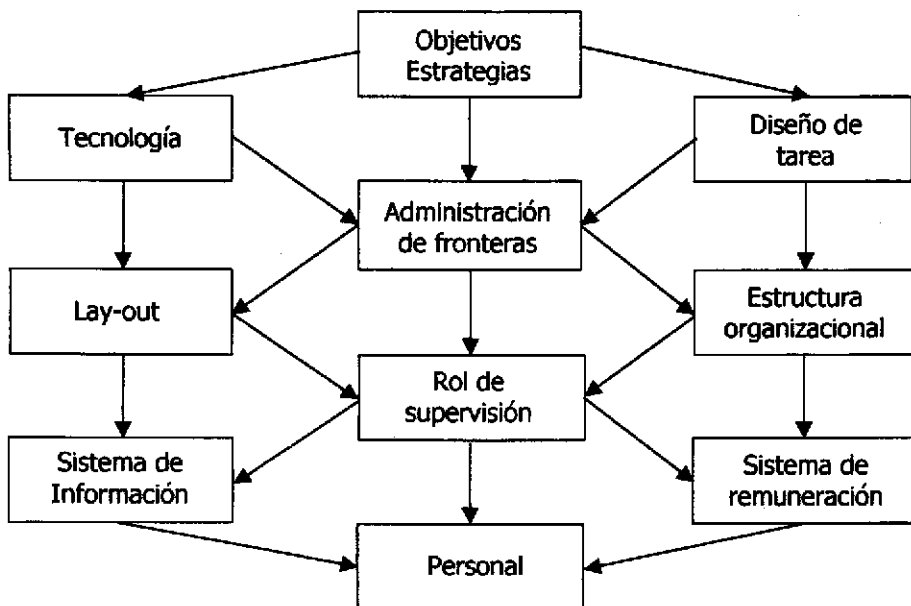 Objetivos
Estrategias
Tecnología
Diseño de
tarea
Administración
de fronteras
Lay-out
Estructura
organizacional
Rol de
supervisión
Sistema de
Información
Sistema de
remuneración
Personal